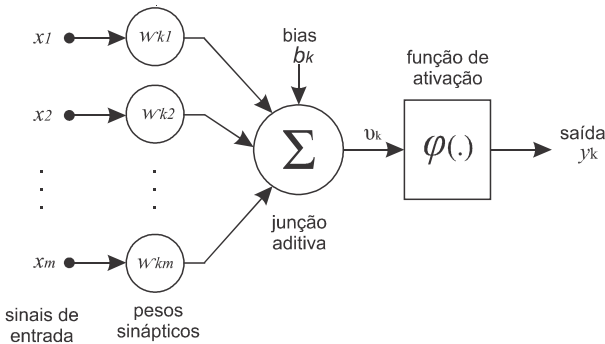 x1
wk1
bias
bk
função de
ativação
x2
wk2
Σ
υk
φ(.)
saída
yk
junção
aditiva
xm
wkm
sinais de
entrada
pesos
sinápticos